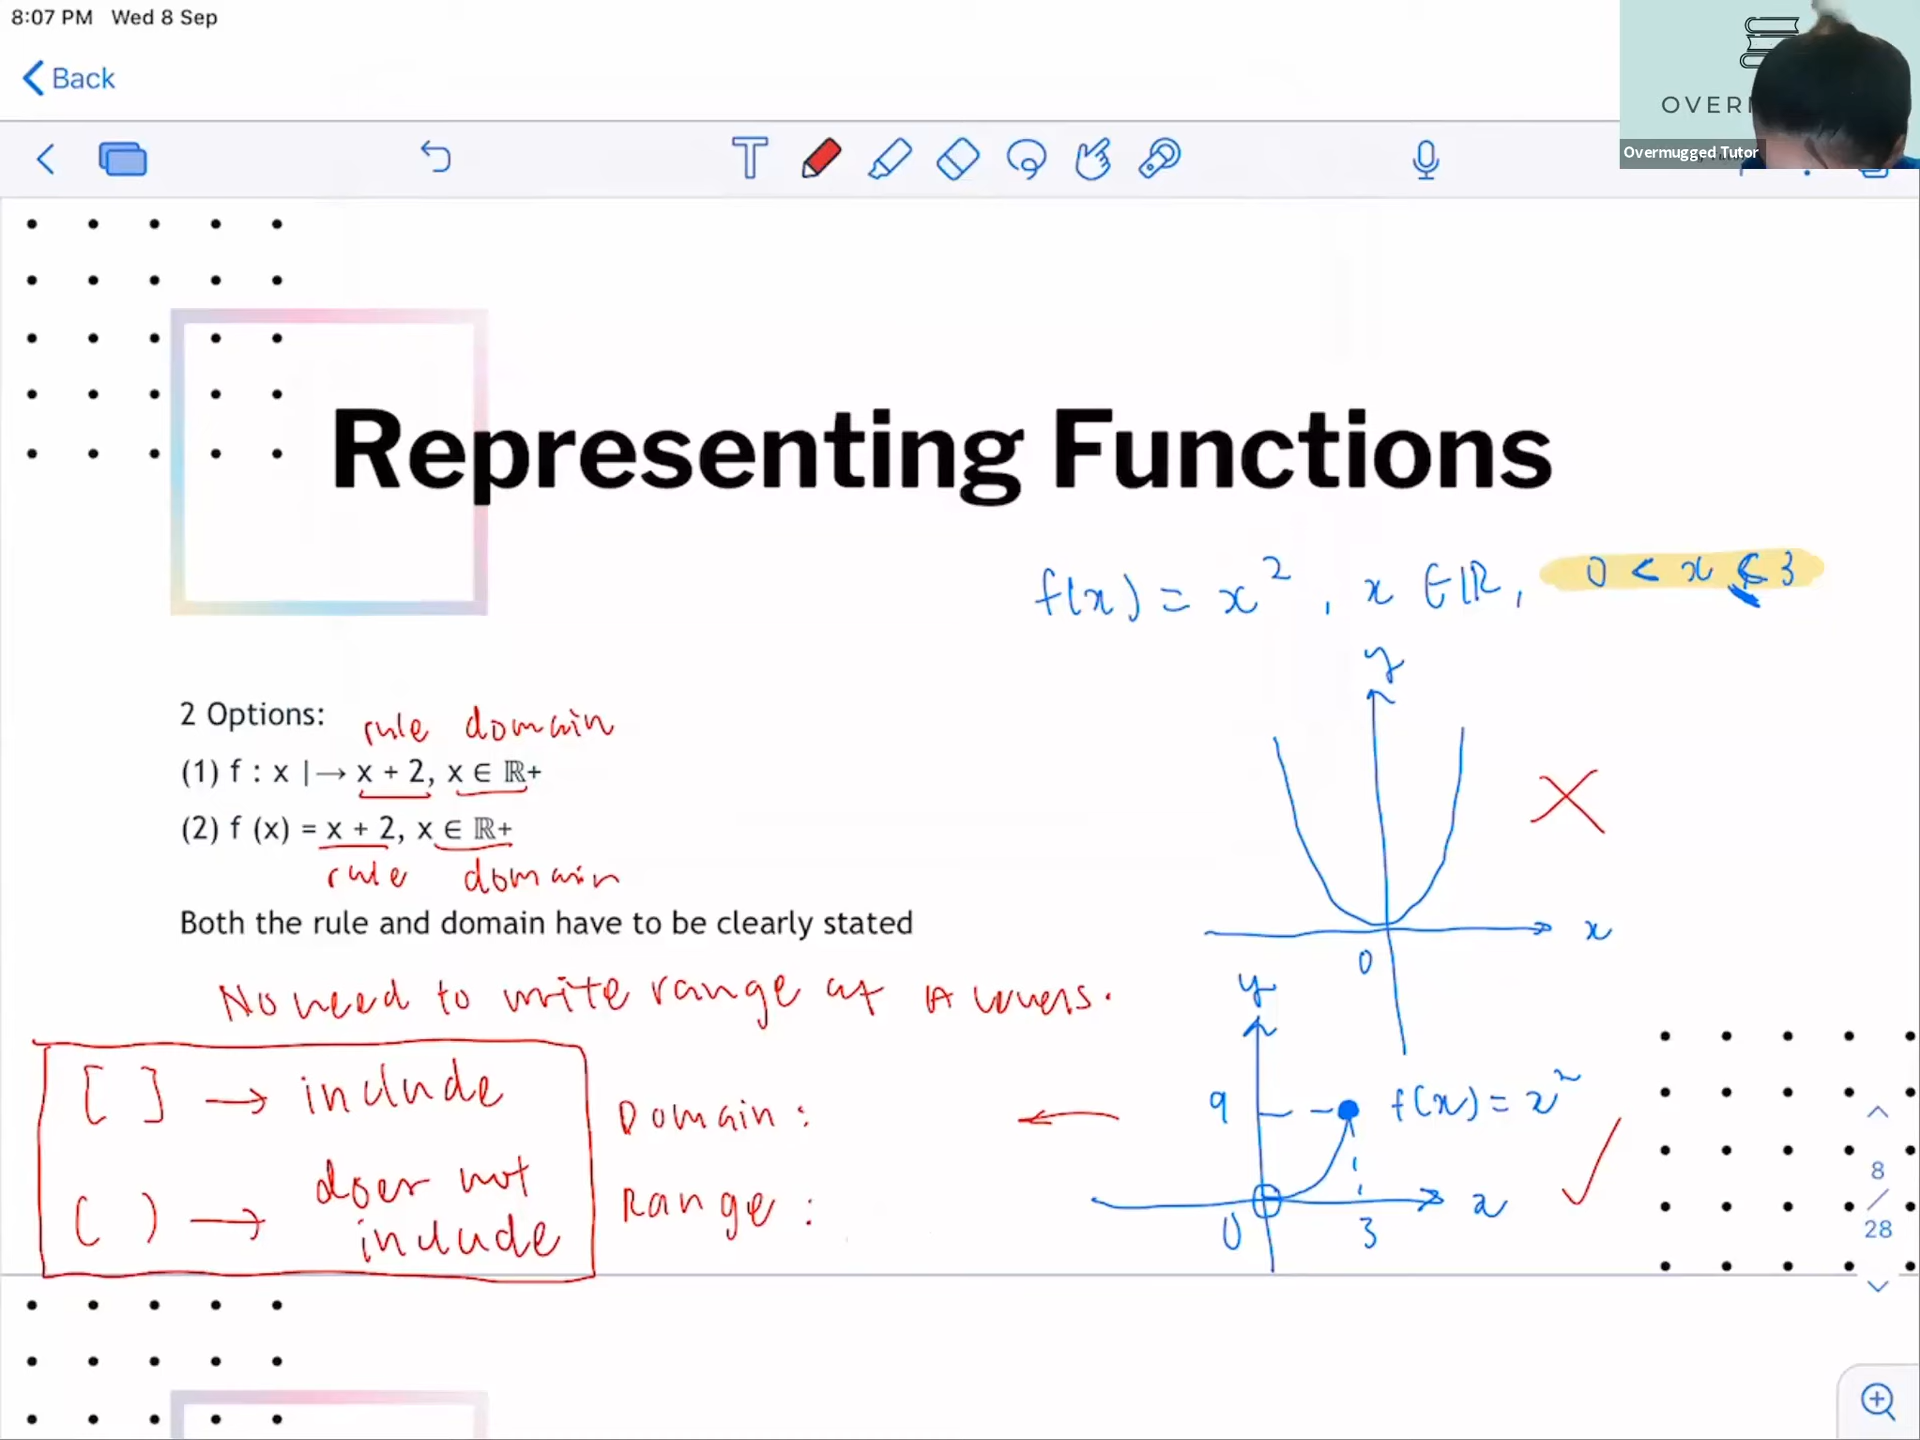 8:07 PM Wed 8 Sep
Back
Overmugged Tutor
Representing Functions
f(x) = x², x ∈ ℝ, 0 < x ≤ 3
y
x
0
2 Options:
rule domain
(1) f : x |→ x + 2, x ∈ ℝ+
(2) f (x) = x + 2, x ∈ ℝ+
rule domain
Both the rule and domain have to be clearly stated
No need to write range at A levels.
[ ] → include
( ) → does not
include
Domain:
Range:
y
9
f(x) = x²
x
0
3
8
/
28